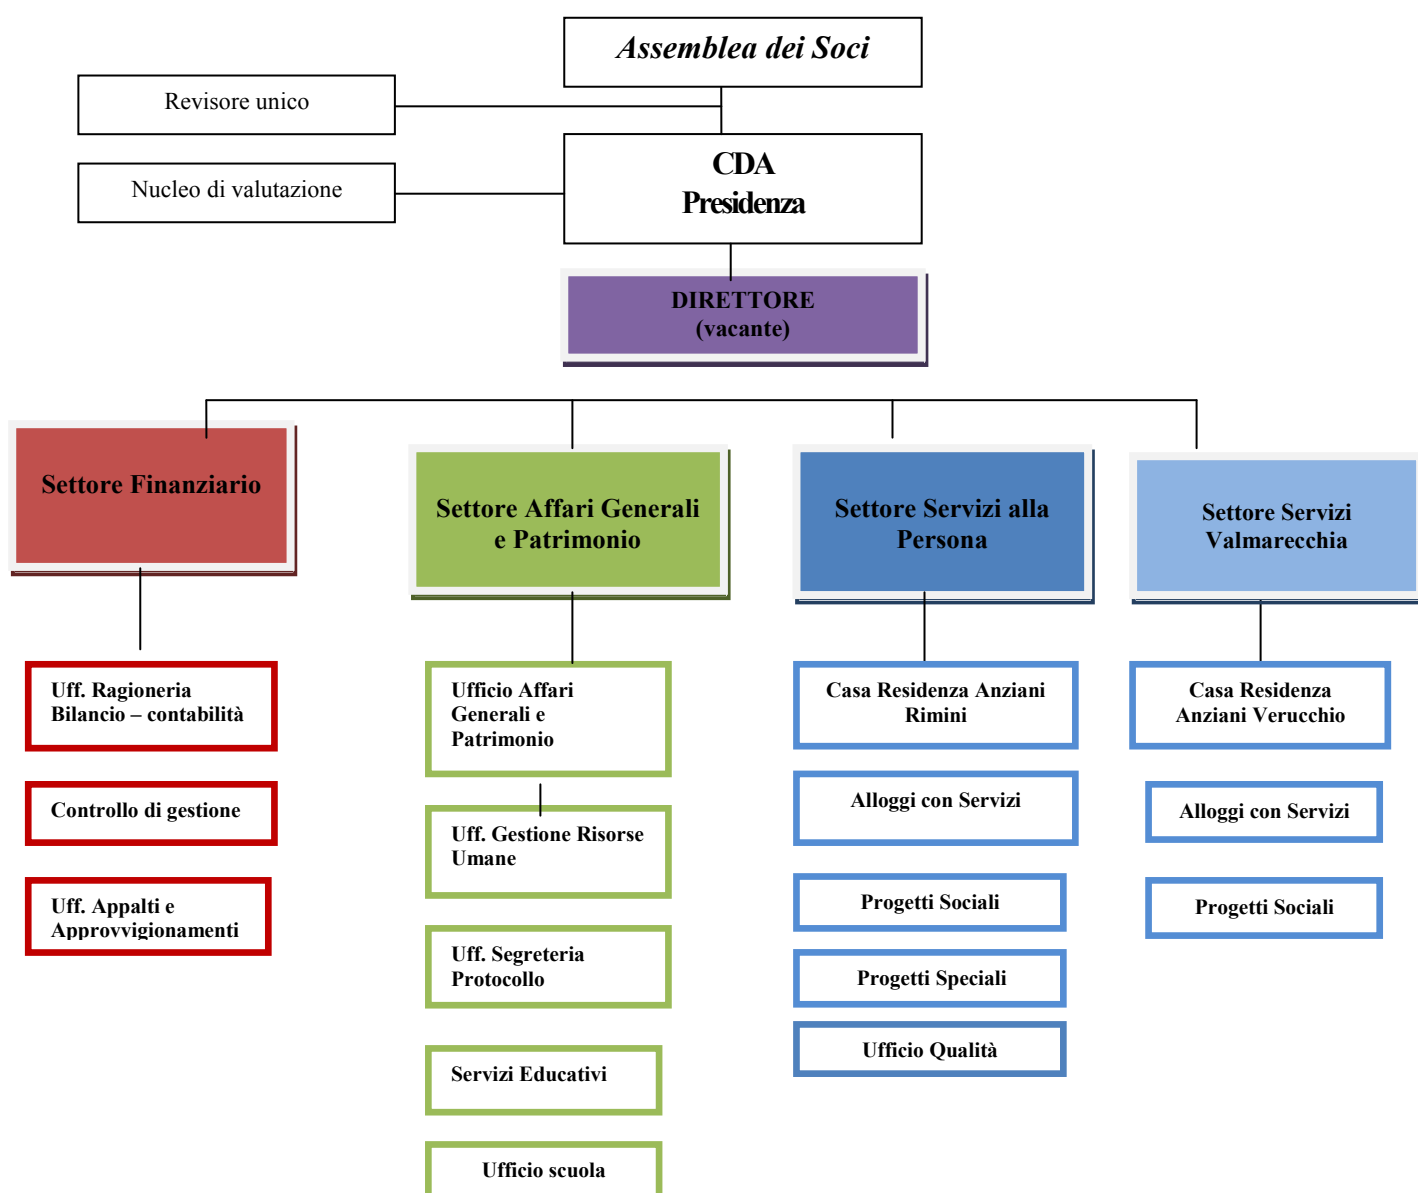 Assemblea dei Soci
Revisore unico
CDA
Presidenza
Nucleo di valutazione
DIRETTORE
(vacante)
Settore Finanziario
Settore Affari Generali
e Patrimonio
Settore Servizi alla
Persona
Settore Servizi
Valmarecchia
Uff. Ragioneria
Bilancio – contabilità
Controllo di gestione
Uff. Appalti e
Approvvigionamenti
Ufficio Affari
Generali e
Patrimonio
Uff. Gestione Risorse
Umane
Uff. Segreteria
Protocollo
Servizi Educativi
Ufficio scuola
Casa Residenza Anziani
Rimini
Alloggi con Servizi
Progetti Sociali
Progetti Speciali
Ufficio Qualità
Casa Residenza
Anziani Verucchio
Alloggi con Servizi
Progetti Sociali